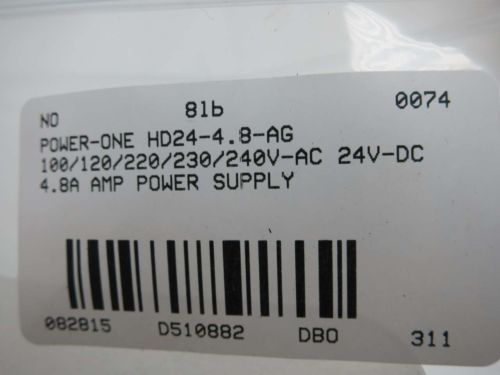 NO 8lb 0074
POWER-ONE HD24-4.8-AG
100/120/220/230/240V-AC 24V-DC
4.8A AMP POWER SUPPLY
082815 D510882 DBO 311